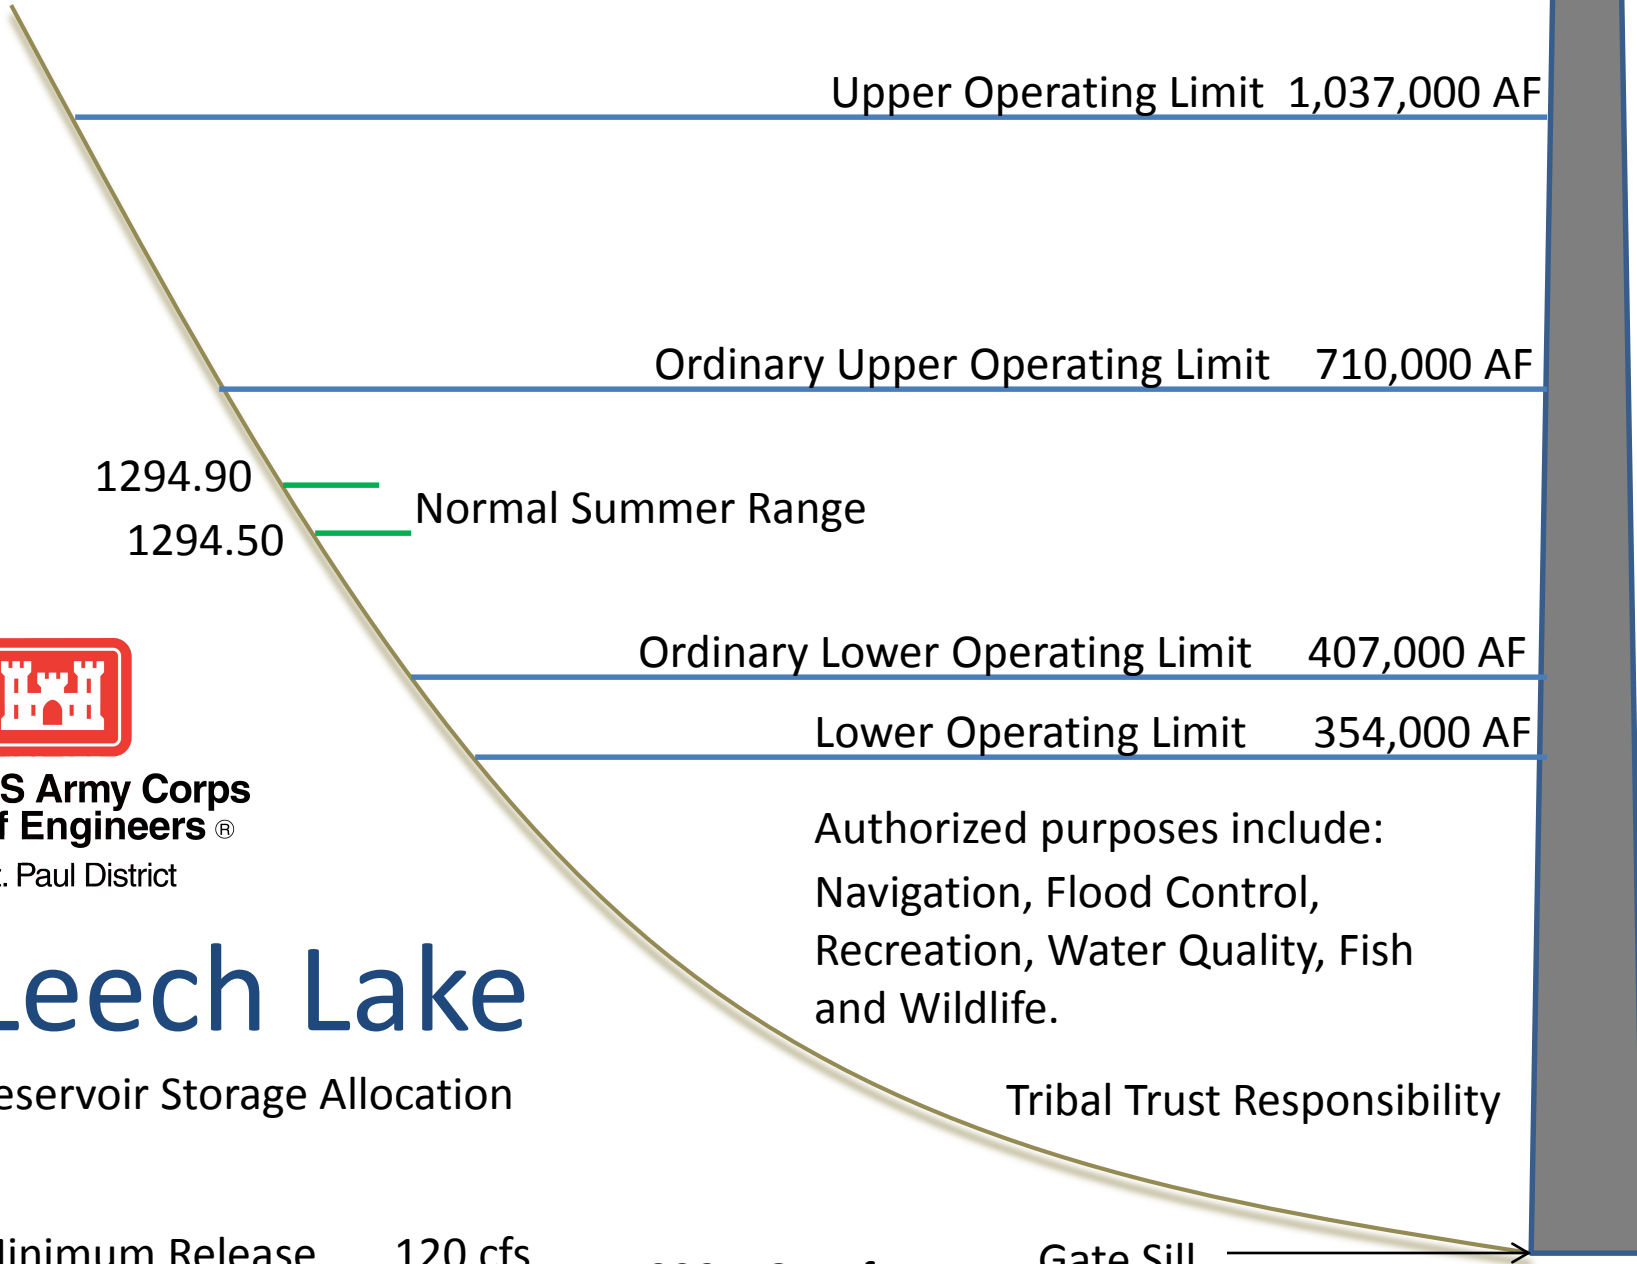 Upper Operating Limit 1,037,000 AF
Ordinary Upper Operating Limit 710,000 AF
1294.90
Normal Summer Range
1294.50
Ordinary Lower Operating Limit 407,000 AF
Lower Operating Limit 354,000 AF
S Army Corps
f Engineers ®
. Paul District
Authorized purposes include:
Navigation, Flood Control,
Recreation, Water Quality, Fish
and Wildlife.
Leech Lake
eservoir Storage Allocation
Tribal Trust Responsibility
Minimum Release 120 cfs
Gate Sill